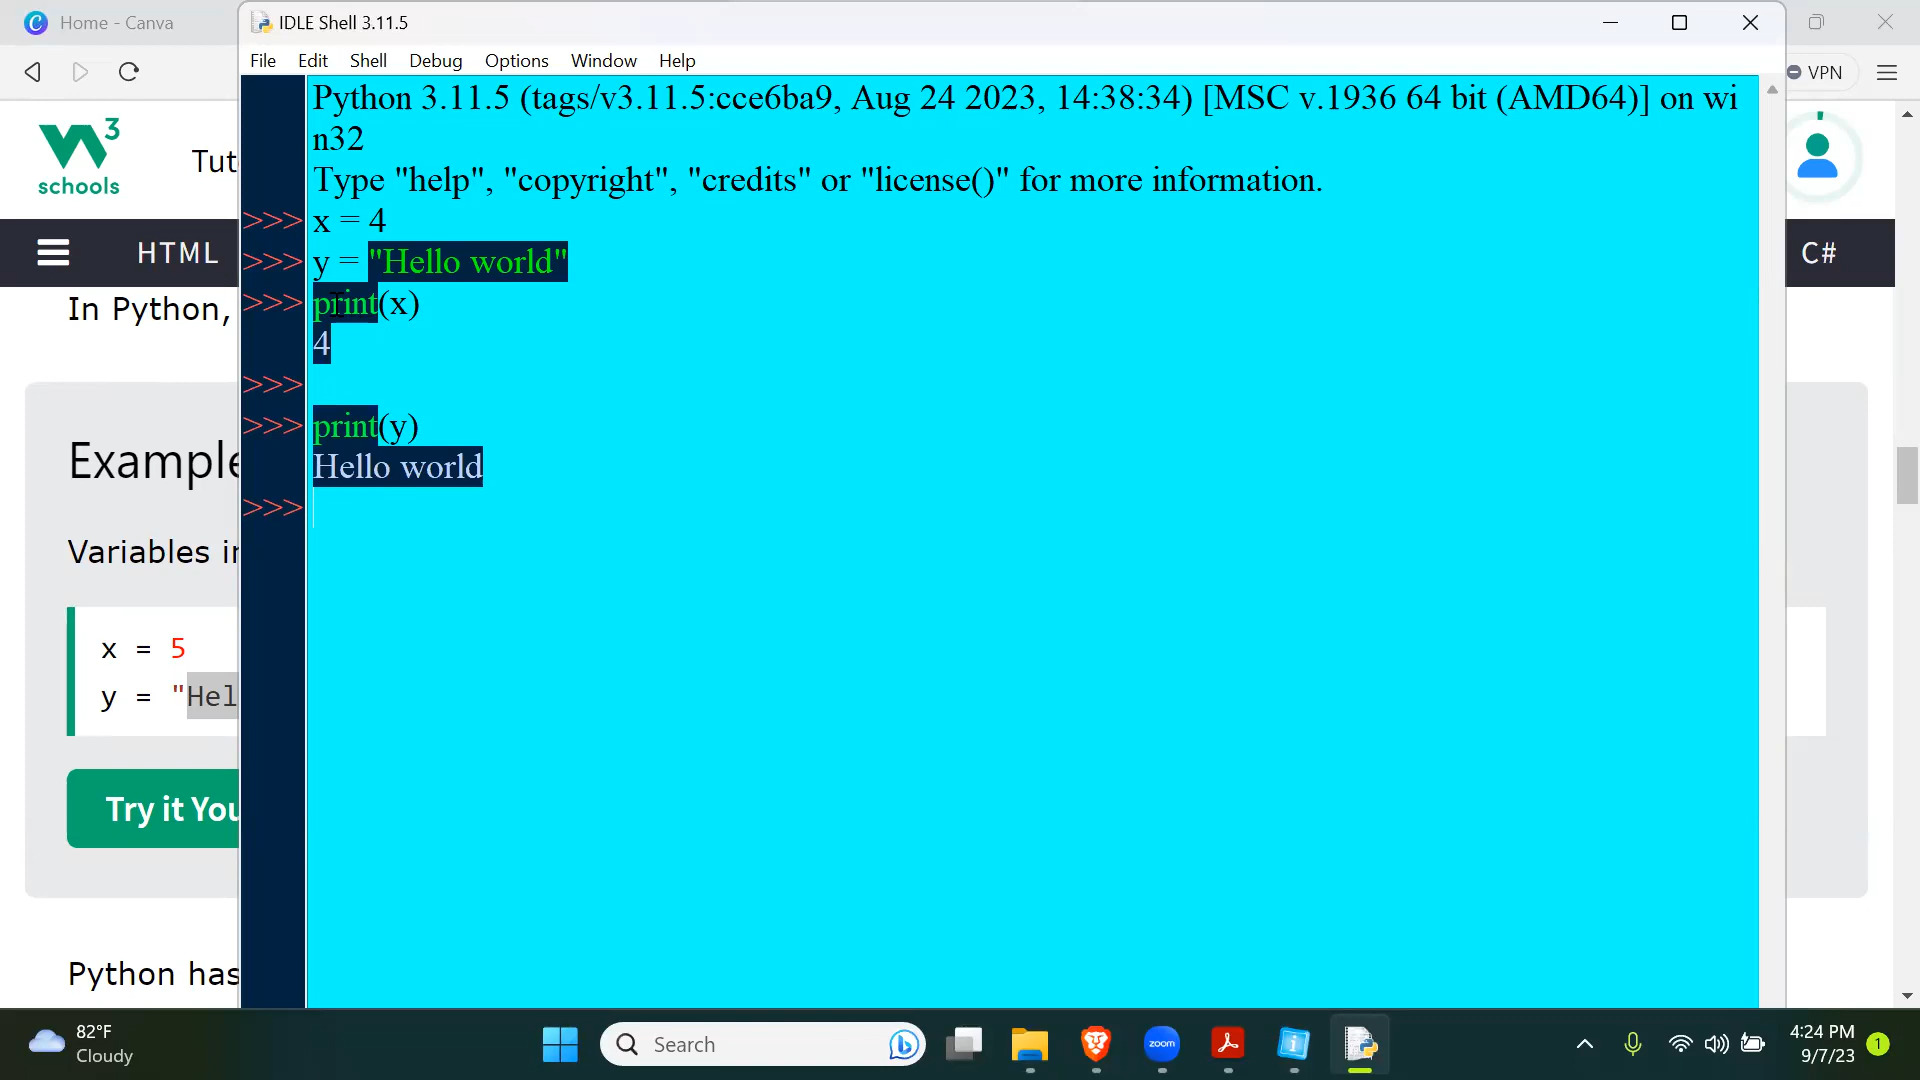 Home - Canva
IDLE Shell 3.11.5
File Edit Shell Debug Options Window Help
VPN
Python 3.11.5 (tags/v3.11.5:cce6ba9, Aug 24 2023, 14:38:34) [MSC v.1936 64 bit (AMD64)] on wi
n32
Type "help", "copyright", "credits" or "license()" for more information.
>>> x = 4
>>> y = "Hello world"
>>> print(x)
4
>>>
>>> print(y)
Hello world
>>>
W3
schools
Tut
HTML
C#
In Python,
Example
Variables in
x = 5
y = "Hel
Try it You
Python has
82°F
Cloudy
Search
zoom
4:24 PM
9/7/23
1